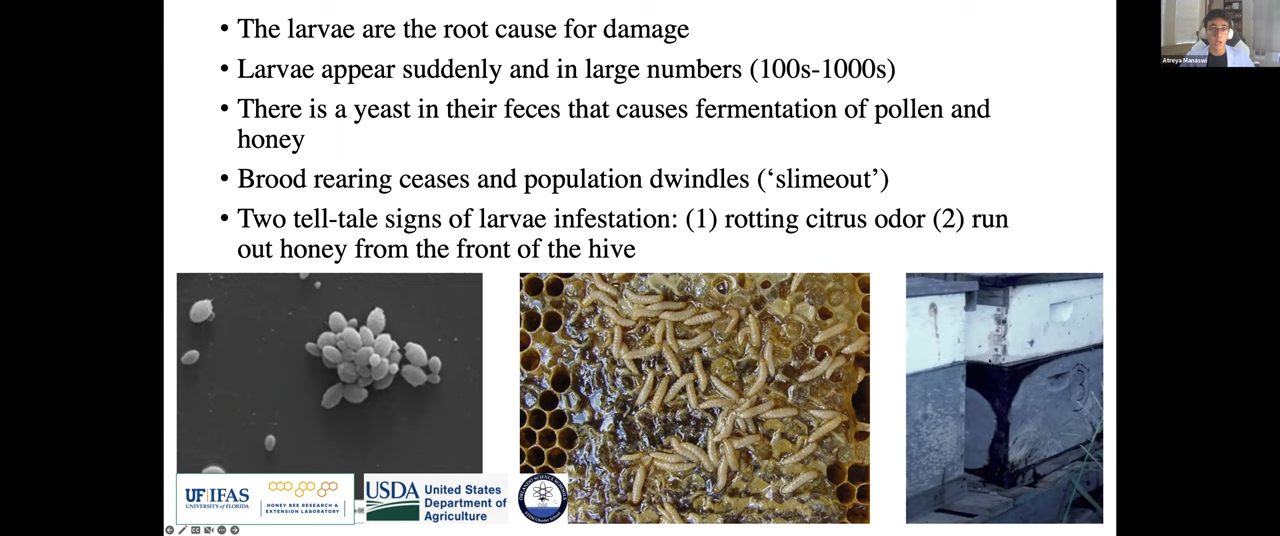 • The larvae are the root cause for damage
• Larvae appear suddenly and in large numbers (100s-1000s)
• There is a yeast in their feces that causes fermentation of pollen and
honey
• Brood rearing ceases and population dwindles (‘slimeout’)
• Two tell-tale signs of larvae infestation: (1) rotting citrus odor (2) run
out honey from the front of the hive
Atreya Manaswi
UF|IFAS
UNIVERSITY of FLORIDA
HONEY BEE RESEARCH &
EXTENSION LABORATORY
USDA
United States
Department of
Agriculture
ORLANDO SCIENCE SCHOOLS